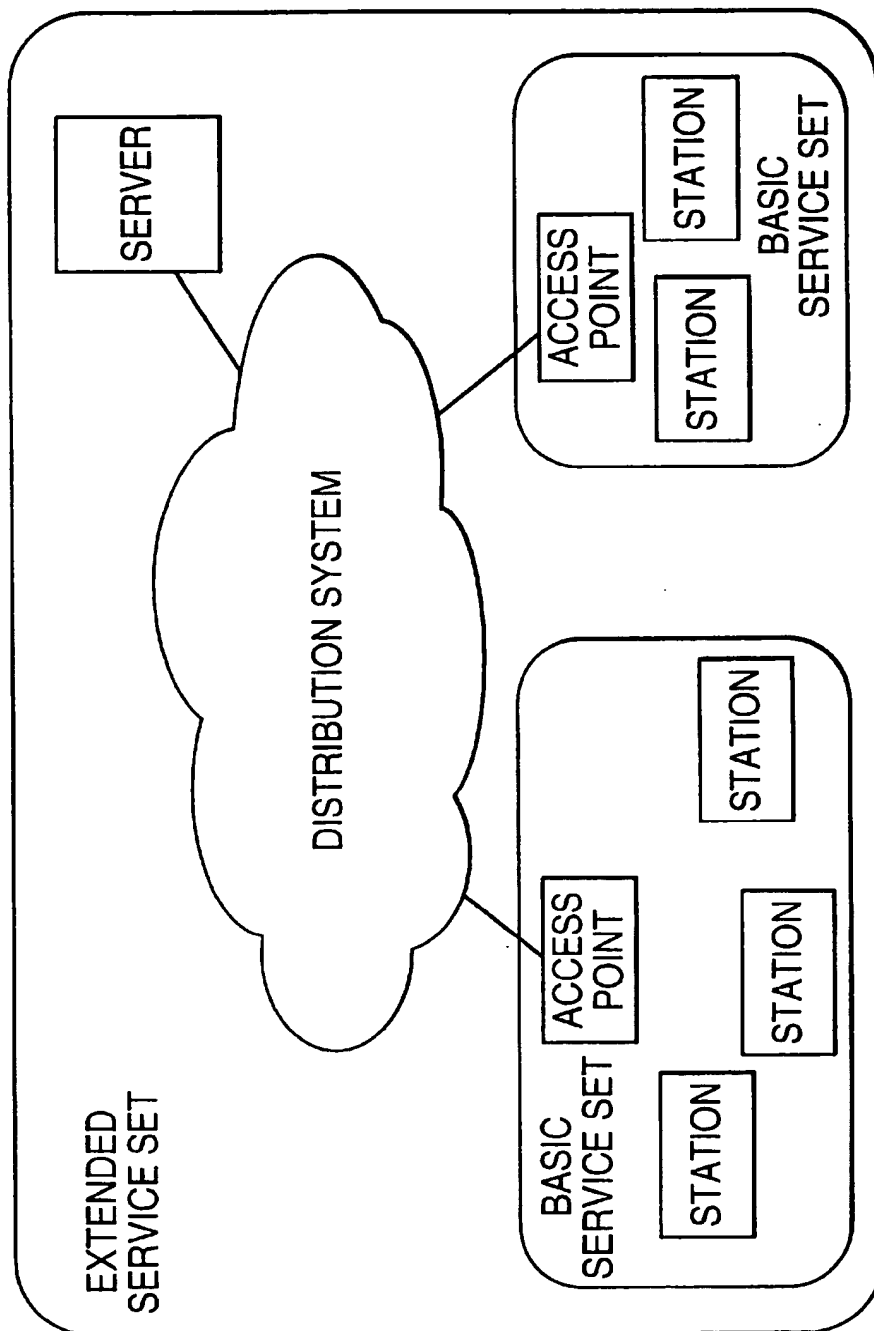 EXTENDED
SERVICE SET
SERVER
DISTRIBUTION SYSTEM
BASIC
SERVICE SET
ACCESS
POINT
STATION
STATION
STATION
ACCESS
POINT
STATION
STATION
BASIC
SERVICE SET